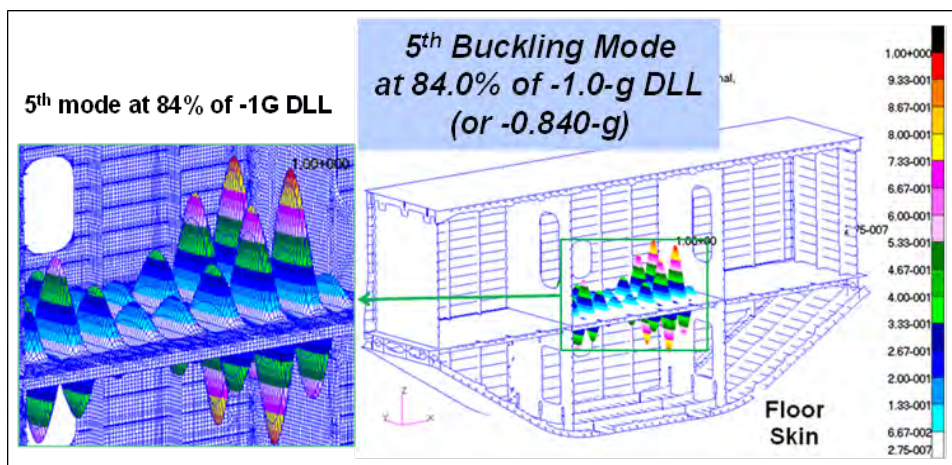 5th mode at 84% of -1G DLL
1.00+000
5th Buckling Mode
at 84.0% of -1.0-g DLL
(or -0.840-g)
1.00+00
75-007
Floor
Skin
Z
Y
X
1.00+000
9.33-001
8.67-001
8.00-001
7.33-001
6.67-001
6.00-001
5.33-001
4.67-001
4.00-001
3.33-001
2.67-001
2.00-001
1.33-001
6.67-002
2.75-007